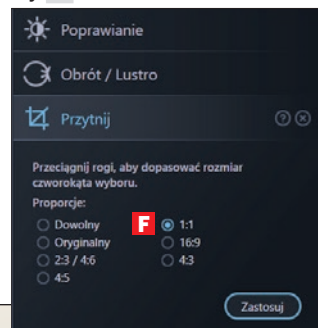 Poprawianie
Obrót / Lustro
Przytnij
Przeciągnij rogi, aby dopasować rozmiar
czworokąta wyboru.
Proporcje:
Dowolny F 1:1
Oryginalny 16:9
2:3 / 4:6 4:3
4:5
Zastosuj